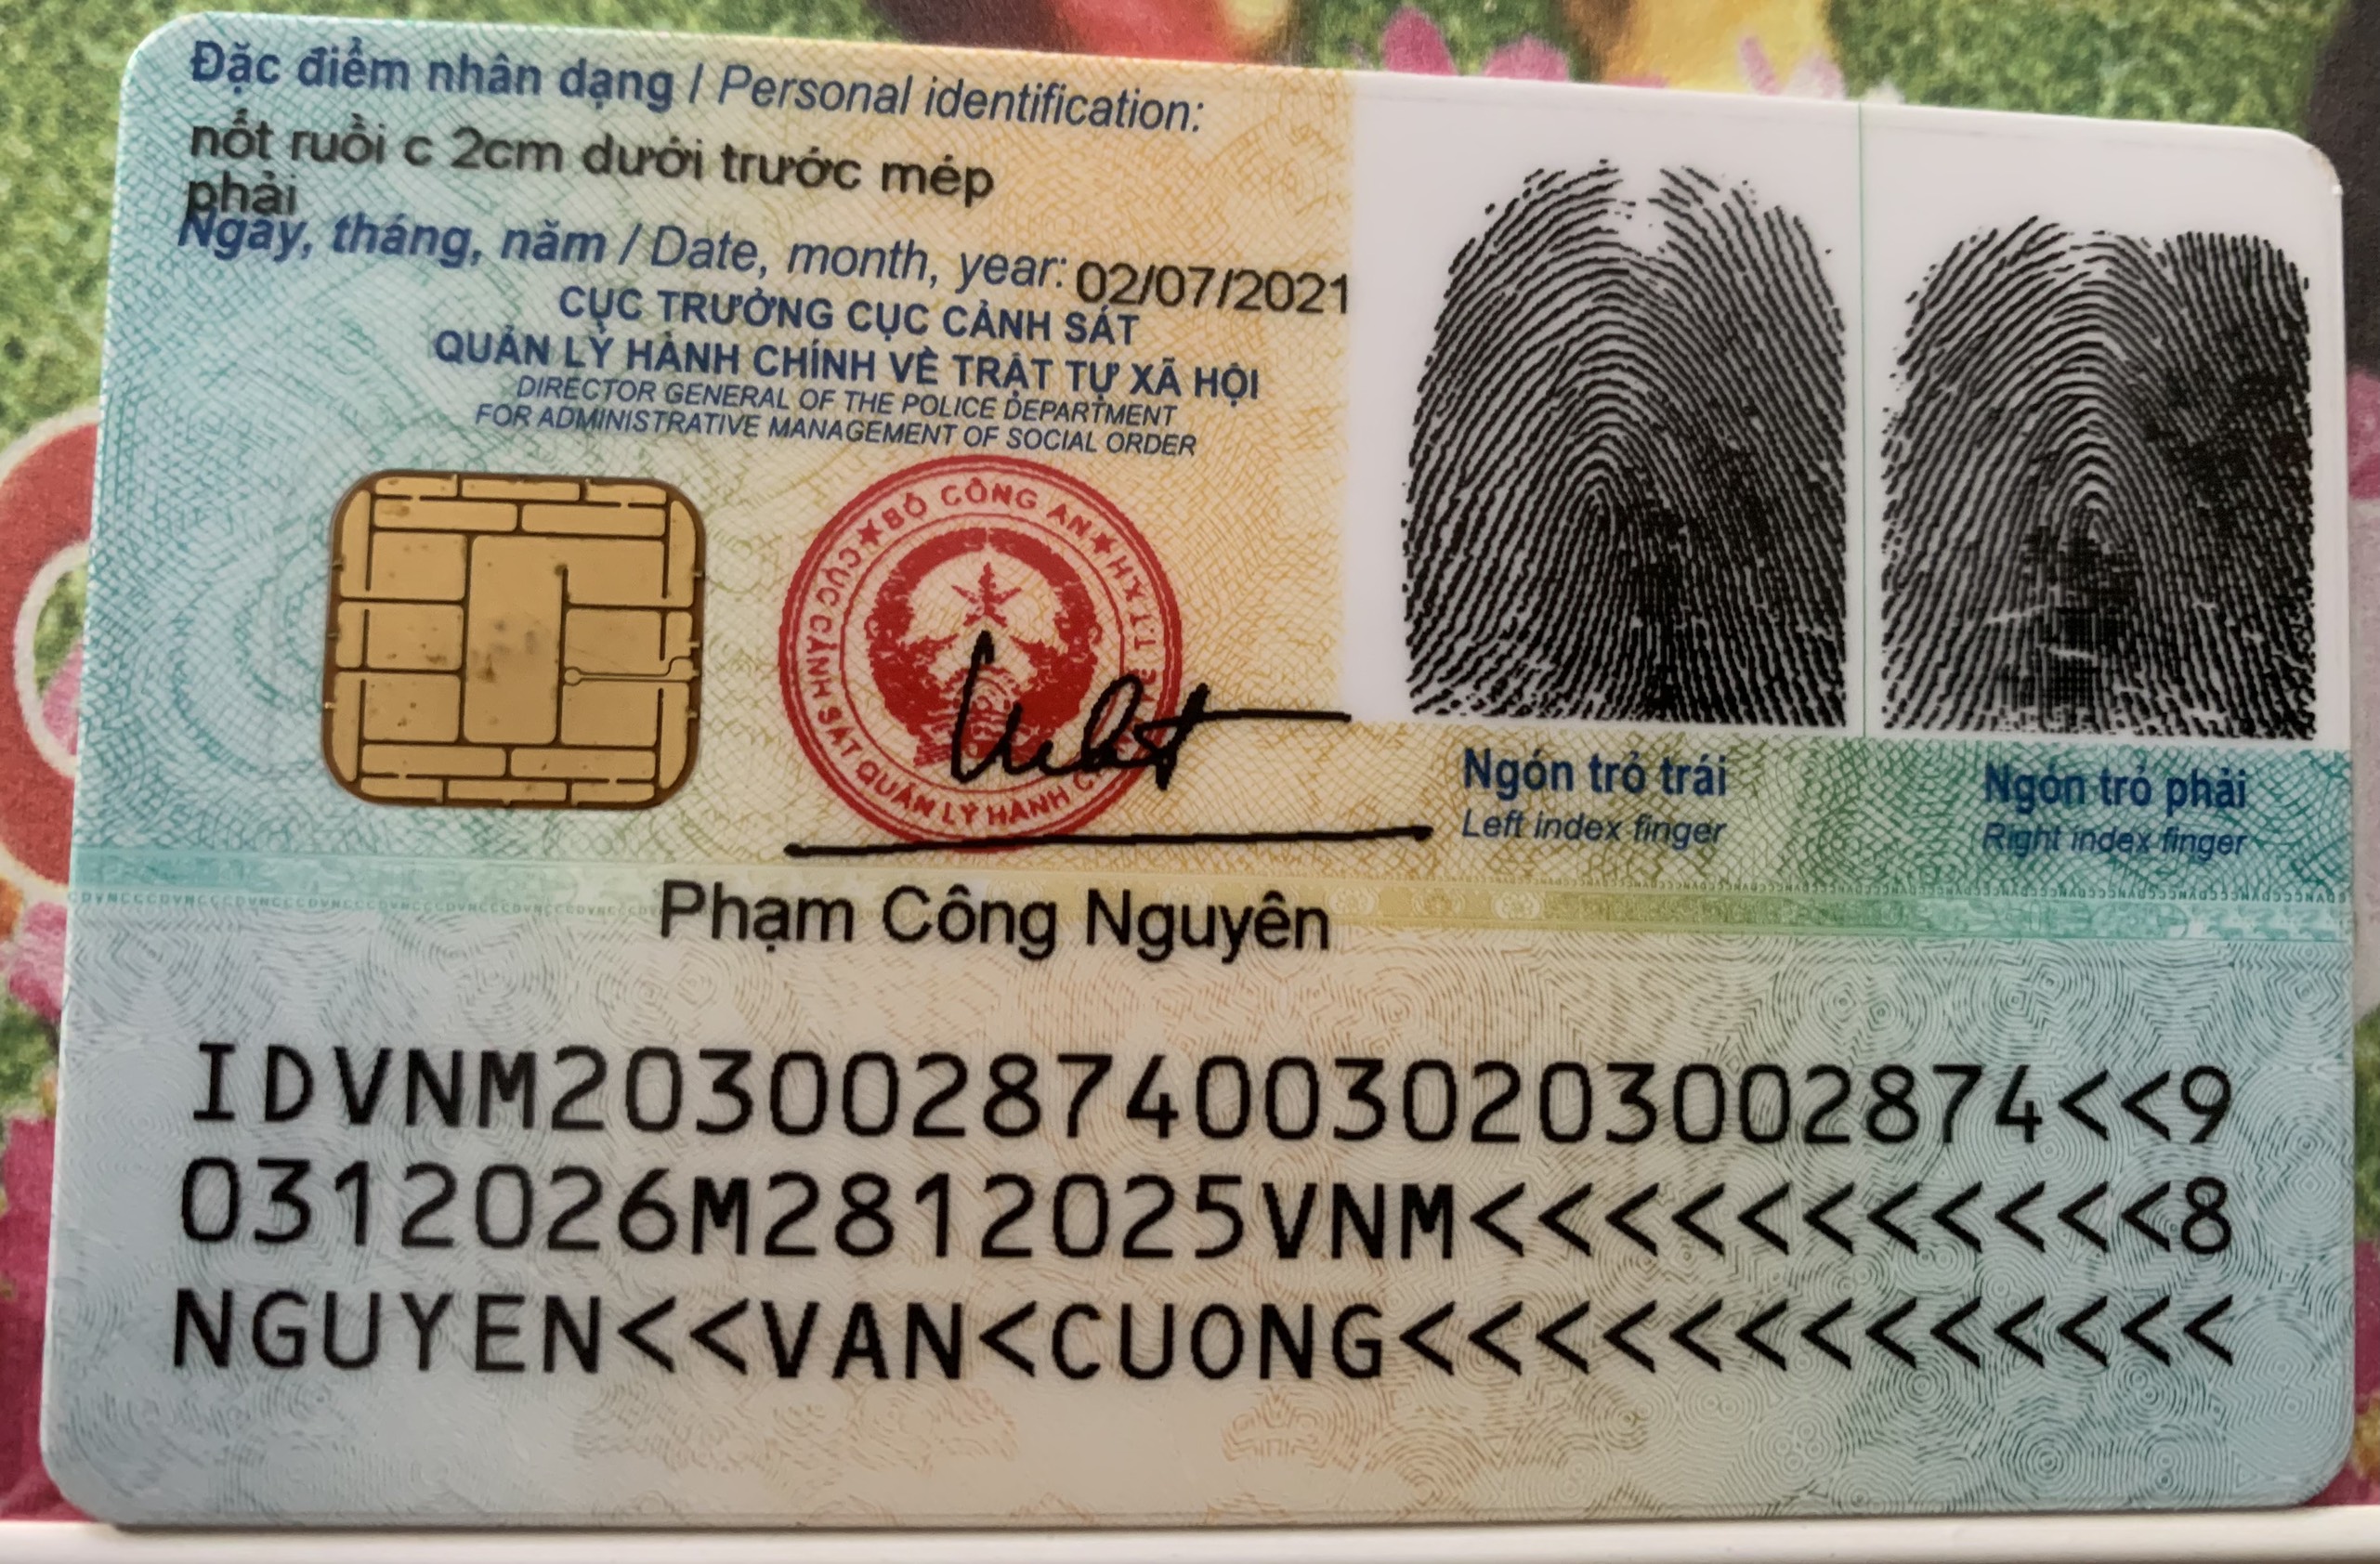 Đặc điểm nhân dạng / Personal identification:
nốt ruồi c 2cm dưới trước mép
phải
Ngày, tháng, năm / Date, month, year: 02/07/2021
CỤC TRƯỞNG CỤC CẢNH SÁT
QUẢN LÝ HÀNH CHÍNH VỀ TRẬT TỰ XÃ HỘI
DIRECTOR GENERAL OF THE POLICE DEPARTMENT
FOR ADMINISTRATIVE MANAGEMENT OF SOCIAL ORDER
BỘ CÔNG AN
CỤC CẢNH SÁT QUẢN LÝ HÀNH
Ngón trỏ trái
Left index finger
Ngón trỏ phải
Right index finger
Phạm Công Nguyên
IDVNM2030028740030203002874<<9
0312026M2812025VNM<<<<<<<<<<<8
NGUYEN<<VAN<CUONG<<<<<<<<<<<<<